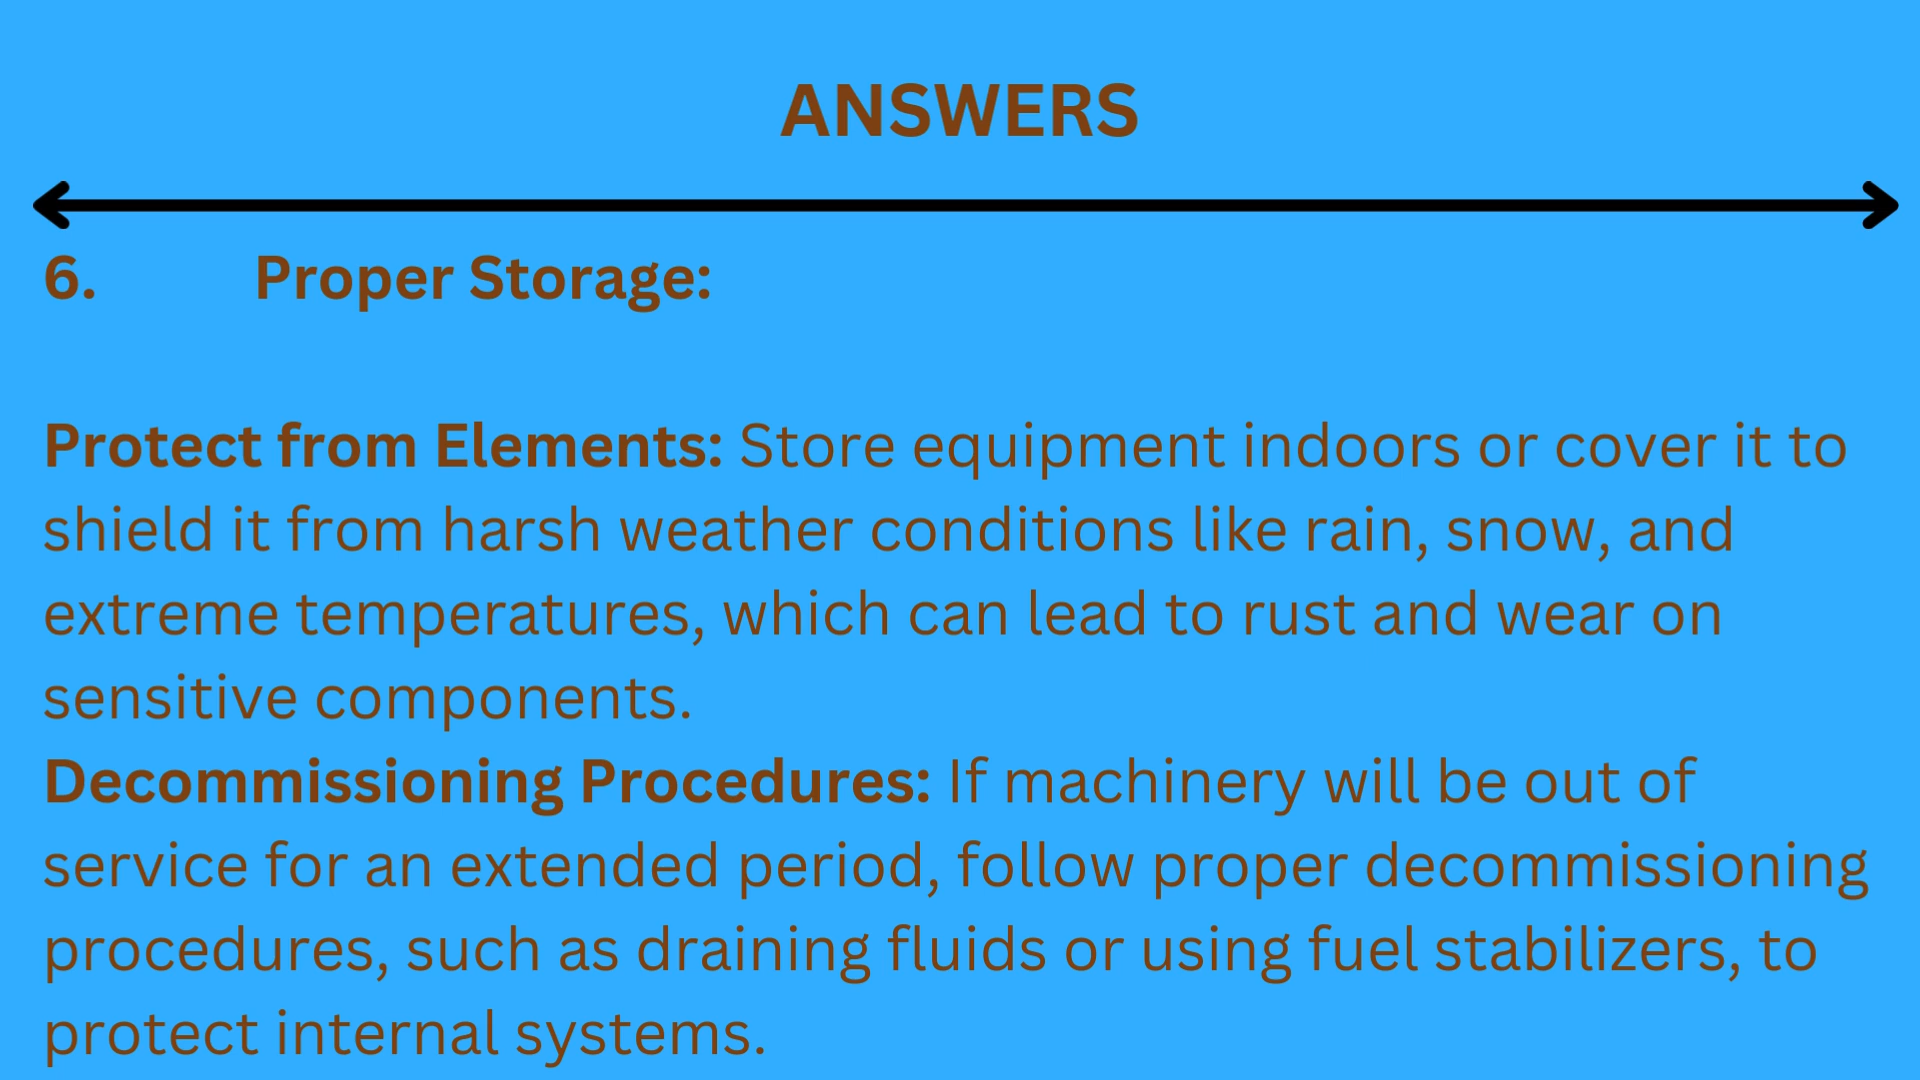 ANSWERS
6. Proper Storage:
Protect from Elements: Store equipment indoors or cover it to
shield it from harsh weather conditions like rain, snow, and
extreme temperatures, which can lead to rust and wear on
sensitive components.
Decommissioning Procedures: If machinery will be out of
service for an extended period, follow proper decommissioning
procedures, such as draining fluids or using fuel stabilizers, to
protect internal systems.